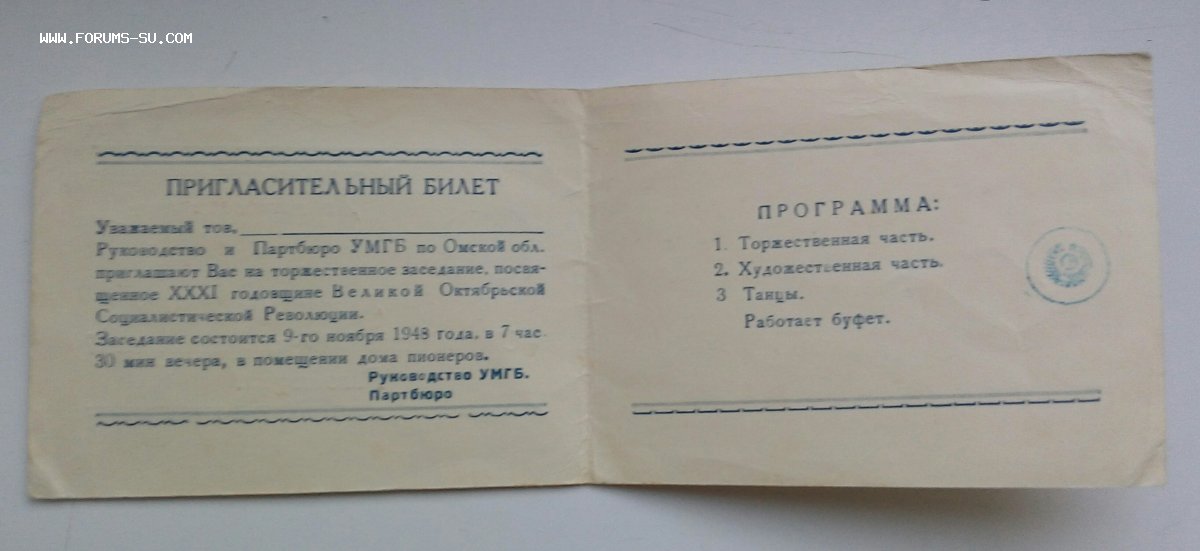 WWW.FORUMS-SU.COM
ПРИГЛАСИТЕЛЬНЫЙ БИЛЕТ
Уважаемый тов.
Руководство и Партбюро УМГБ по Омской обл.
приглашают Вас на торжественное заседание, посвя-
щенное XXXI годовщине Великой Октябрьской
Социалистической Революции.
Заседание состоится 9-го ноября 1948 года, в 7 час.
30 мин вечера, в помещении дома пионеров.
Руководство УМГБ.
Партбюро
ПРОГРАММА:
1. Торжественная часть.
2. Художественная часть.
3 Танцы.
Работает буфет.